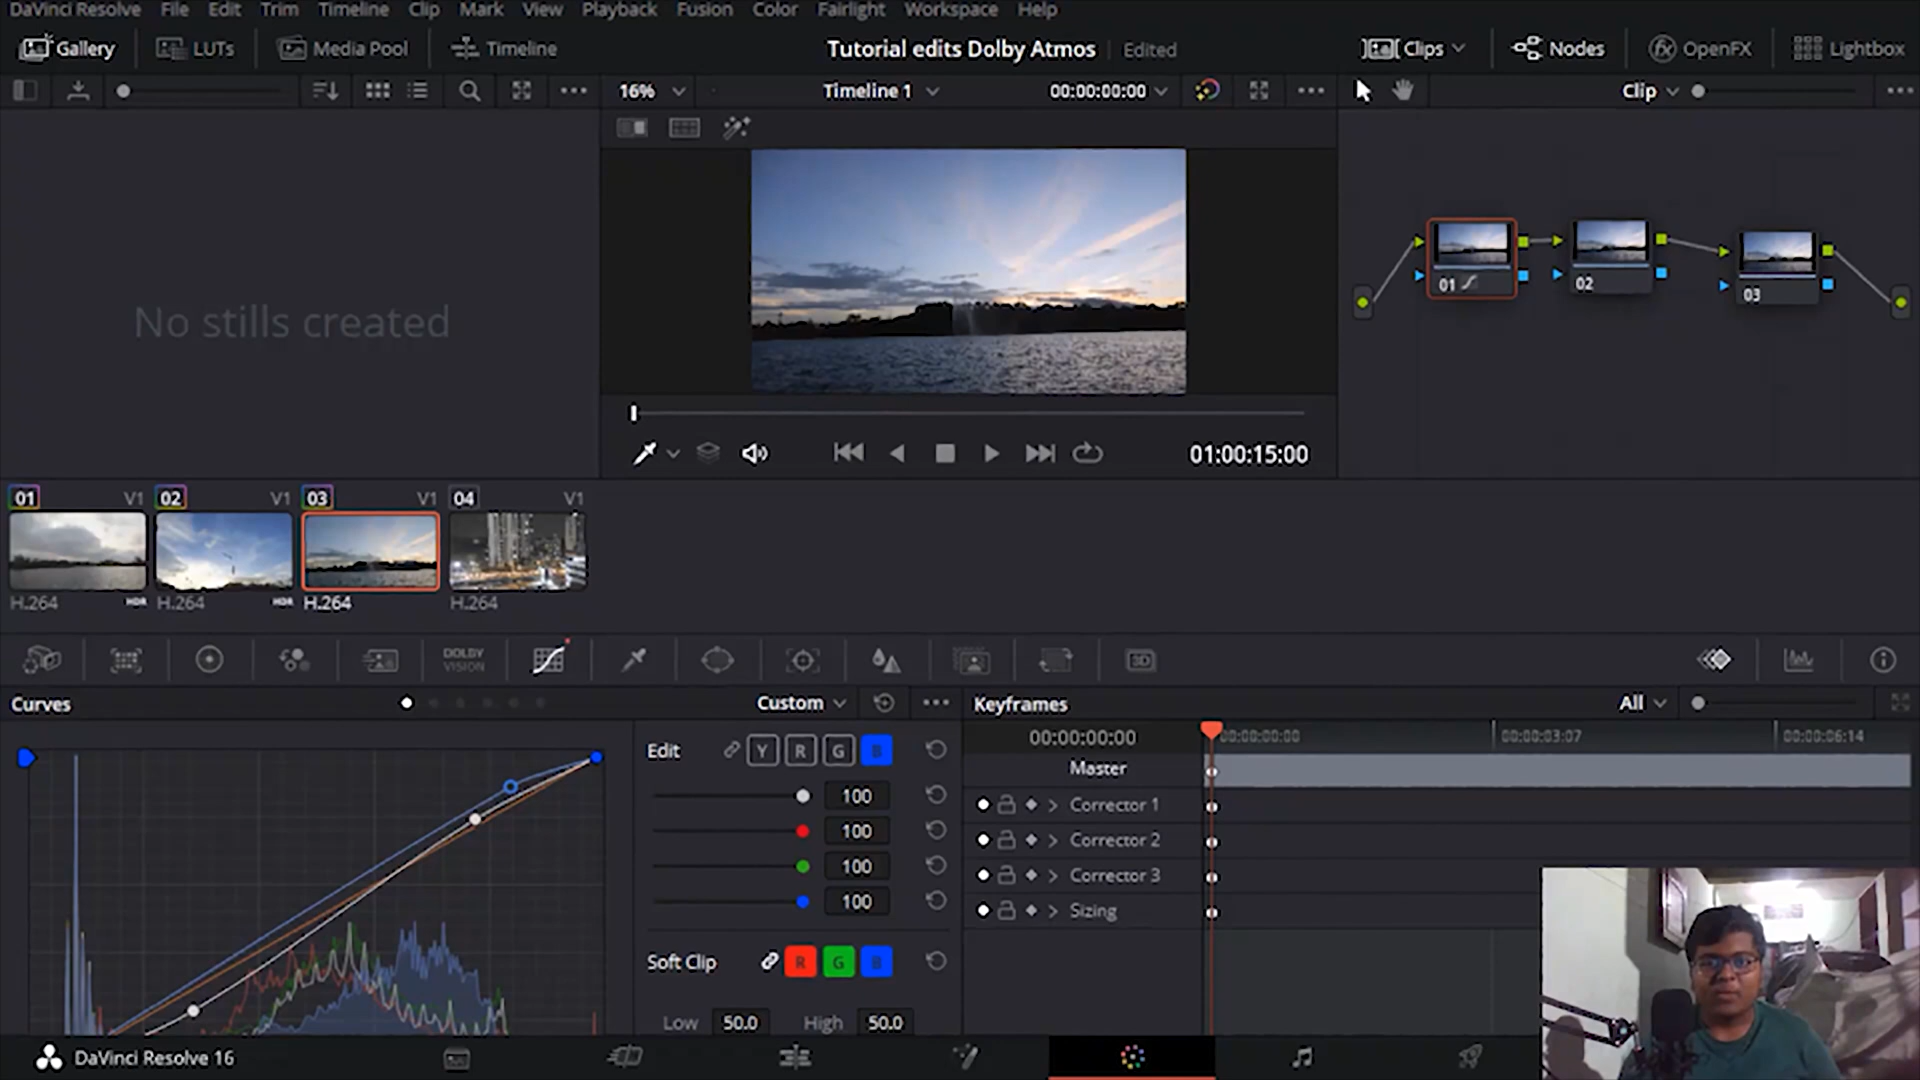 DaVinci Resolve File Edit Trim Timeline Clip Mark View Playback Fusion Color Fairlight Workspace Help
Gallery LUTs Media Pool Timeline Tutorial edits Dolby Atmos Edited Clips Nodes OpenFX Lightbox
16% Timeline 1 00:00:00:00 Clip
No stills created
01 02 03
01:00:15:00
01 V1 02 V1 03 V1 04 V1
H.264 HDR H.264 HDR H.264 H.264
DOLBY
VISION
3D
Curves Custom Keyframes All
Edit Y R G B 00:00:00:00 00:00:00:00 00:00:03:07 00:00:06:14
Master
100 Corrector 1
100 Corrector 2
100 Corrector 3
100 Sizing
Soft Clip R G B
Low 50.0 High 50.0
DaVinci Resolve 16